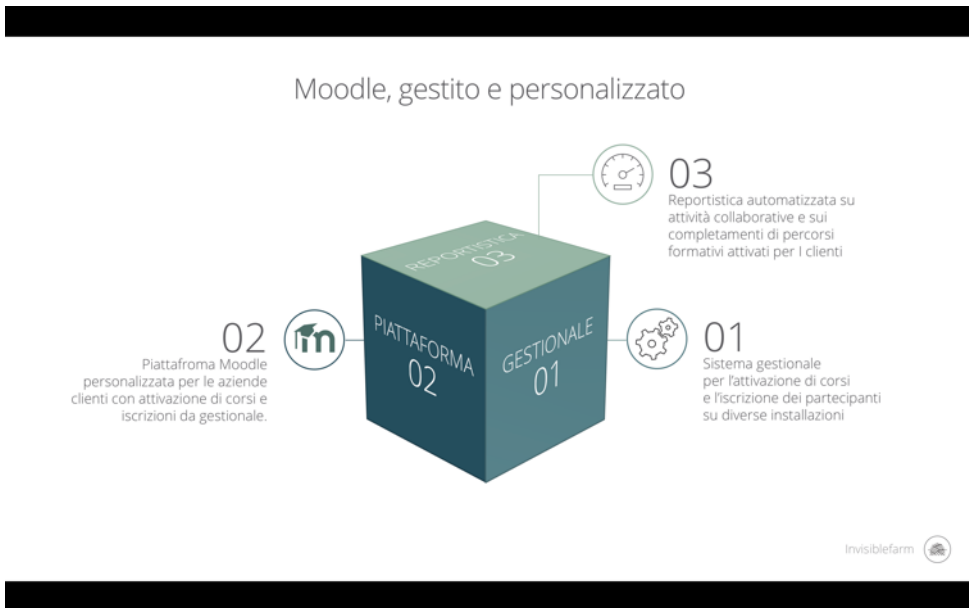 Moodle, gestito e personalizzato
03
Reportistica automatizzata su
attività collaborative e sui
completamenti di percorsi
formativi attivati per I clienti
REPORTISTICA
03
02
Piattafroma Moodle
personalizzata per le aziende
clienti con attivazione di corsi e
iscrizioni da gestionale.
m
PIATTAFORMA
02
GESTIONALE
01
01
Sistema gestionale
per l'attivazione di corsi
e l'iscrizione dei partecipanti
su diverse installazioni
Invisiblefarm